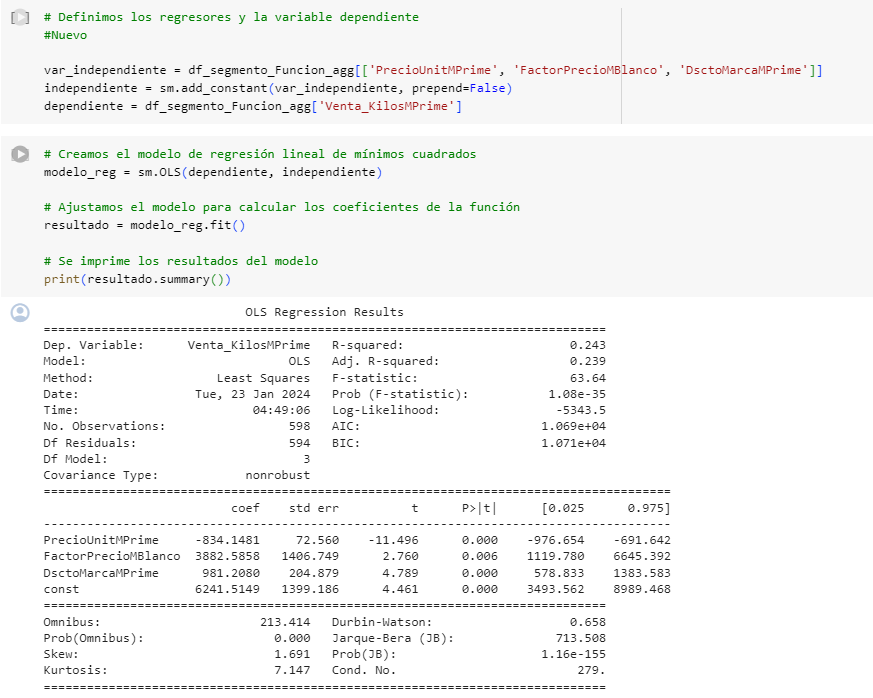 # Definimos los regresores y la variable dependiente
#Nuevo
var_independiente = df_segmento_Funcion_agg[['PrecioUnitMPrime', 'FactorPrecioMBlanco', 'DsctoMarcaMPrime']]
independiente = sm.add_constant(var_independiente, prepend=False)
dependiente = df_segmento_Funcion_agg['Venta_KilosMPrime']
# Creamos el modelo de regresión lineal de mínimos cuadrados
modelo_reg = sm.OLS(dependiente, independiente)
# Ajustamos el modelo para calcular los coeficientes de la función
resultado = modelo_reg.fit()
# Se imprime los resultados del modelo
print(resultado.summary())
OLS Regression Results
==============================================================================
Dep. Variable: Venta_KilosMPrime R-squared: 0.243
Model: OLS Adj. R-squared: 0.239
Method: Least Squares F-statistic: 63.64
Date: Tue, 23 Jan 2024 Prob (F-statistic): 1.08e-35
Time: 04:49:06 Log-Likelihood: -5343.5
No. Observations: 598 AIC: 1.069e+04
Df Residuals: 594 BIC: 1.071e+04
Df Model: 3
Covariance Type: nonrobust
=======================================================================================
coef std err t P>|t| [0.025 0.975]
---------------------------------------------------------------------------------------
PrecioUnitMPrime -834.1481 72.560 -11.496 0.000 -976.654 -691.642
FactorPrecioMBlanco 3882.5858 1406.749 2.760 0.006 1119.780 6645.392
DsctoMarcaMPrime 981.2080 204.879 4.789 0.000 578.833 1383.583
const 6241.5149 1399.186 4.461 0.000 3493.562 8989.468
==============================================================================
Omnibus: 213.414 Durbin-Watson: 0.658
Prob(Omnibus): 0.000 Jarque-Bera (JB): 713.508
Skew: 1.691 Prob(JB): 1.16e-155
Kurtosis: 7.147 Cond. No. 279.
==============================================================================